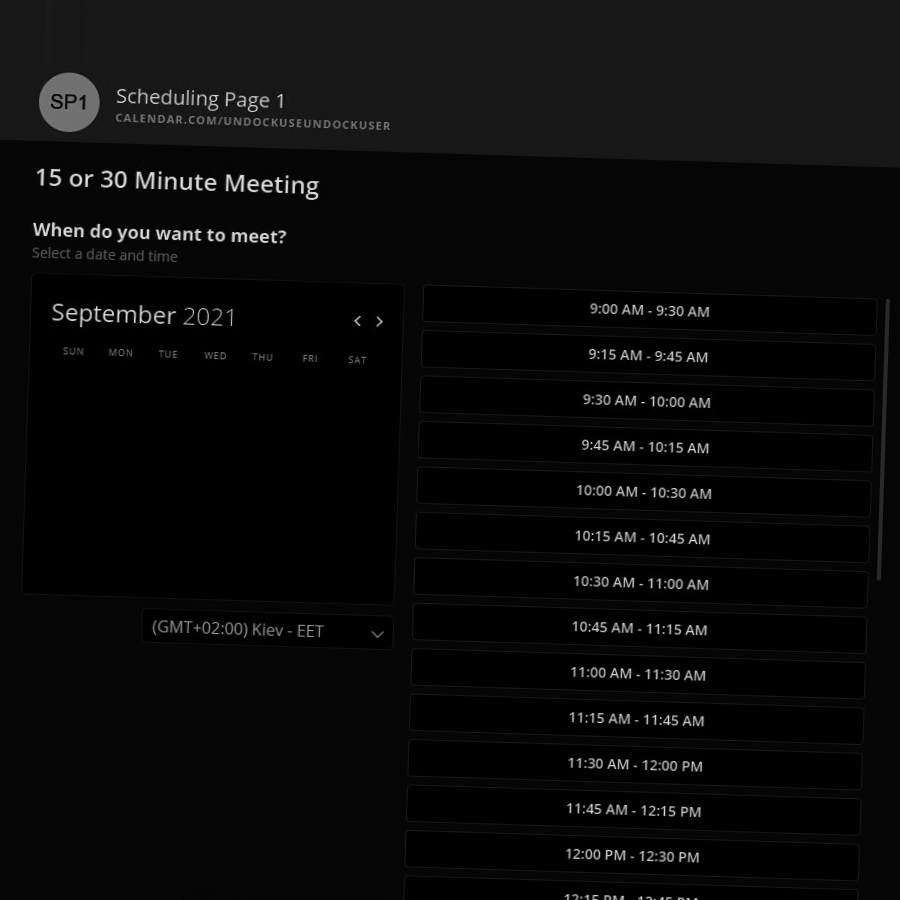 SP1
Scheduling Page 1
CALENDAR.COM/UNDOCKUSEUNDOCKUSER
15 or 30 Minute Meeting
When do you want to meet?
Select a date and time
September 2021
SUN MON TUE WED THU FRI SAT
(GMT+02:00) Kiev - EET
9:00 AM - 9:30 AM
9:15 AM - 9:45 AM
9:30 AM - 10:00 AM
9:45 AM - 10:15 AM
10:00 AM - 10:30 AM
10:15 AM - 10:45 AM
10:30 AM - 11:00 AM
10:45 AM - 11:15 AM
11:00 AM - 11:30 AM
11:15 AM - 11:45 AM
11:30 AM - 12:00 PM
11:45 AM - 12:15 PM
12:00 PM - 12:30 PM
12:15 PM - 12:45 PM